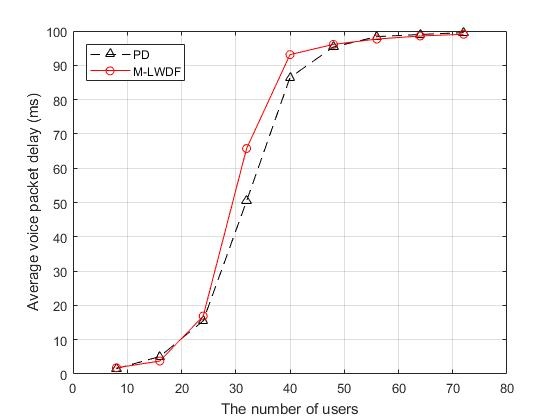 PD
M-LWDF
Average voice packet delay (ms)
100
90
80
70
60
50
40
30
20
10
0
0 10 20 30 40 50 60 70 80
The number of users